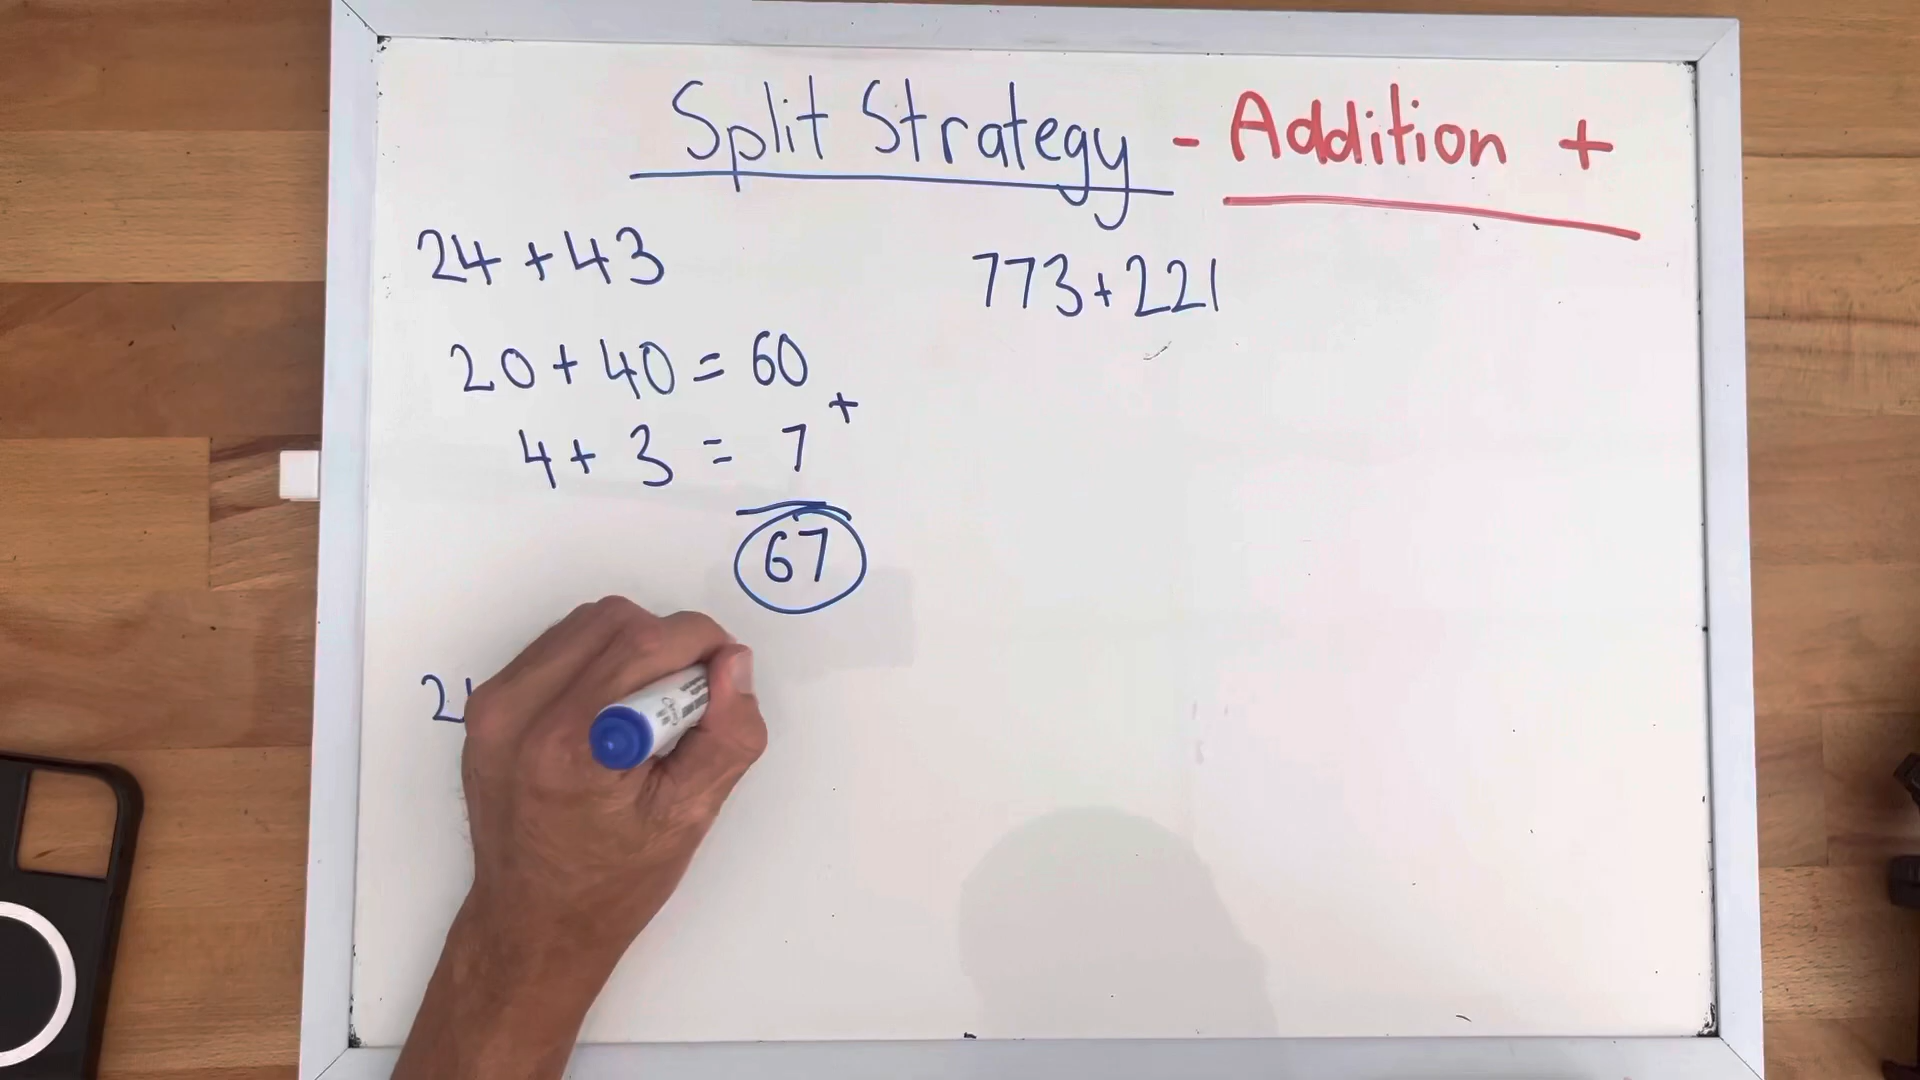 Split Strategy - Addition +
24 + 43
20 + 40 = 60
+
4 + 3 = 7
67
773 + 221